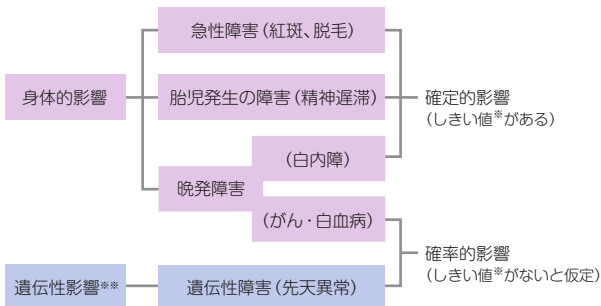 急性障害（紅斑、脱毛）
身体的影響
胎児発生の障害（精神遅滞）
確定的影響
（しきい値※がある）
（白内障）
晩発障害
（がん・白血病）
確率的影響
（しきい値※がないと仮定）
遺伝性影響※※
遺伝性障害（先天異常）